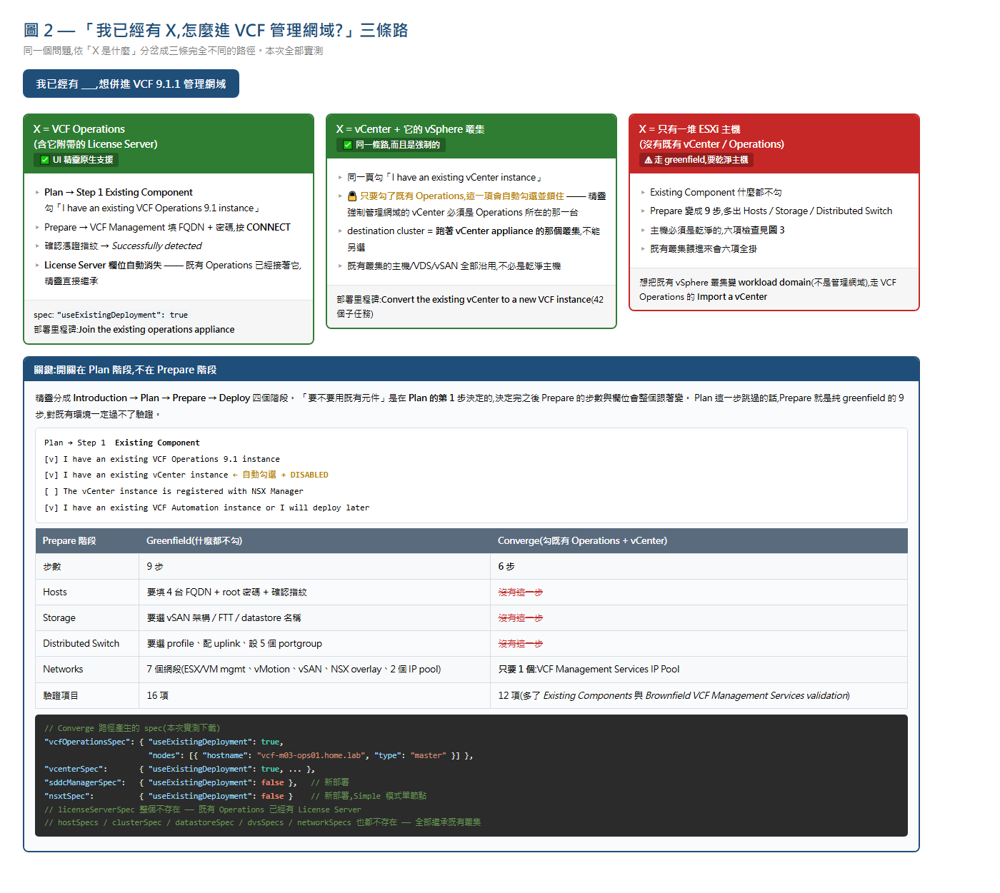 圖 2 — 「我已經有 X,怎麼進 VCF 管理網域?」三條路
同一個問題,依「X 是什麼」分岔成三條完全不同的路徑。本次全部實測
我已經有 ___,想併進 VCF 9.1.1 管理網域
X = VCF Operations
(含它附帶的 License Server)
✅ UI 精靈原生支援
▸ Plan → Step 1 Existing Component
勾「I have an existing VCF Operations 9.1 instance」
▸ Prepare → VCF Management 填 FQDN + 密碼,按 CONNECT
▸ 確認憑證指紋 → Successfully detected
▸ License Server 欄位自動消失 —— 既有 Operations 已經接著它,
精靈直接繼承
spec: "useExistingDeployment": true
部署里程碑:Join the existing operations appliance
X = vCenter + 它的 vSphere 叢集
✅ 同一條路,而且是強制的
▸ 同一頁勾「I have an existing vCenter instance」
▸ 🔒 只要勾了既有 Operations,這一項會自動勾選並鎖住 —— 精靈
強制管理網域的 vCenter 必須是 Operations 所在的那一台
▸ destination cluster = 跑著 vCenter appliance 的那個叢集,不能
另選
▸ 既有叢集的主機/VDS/vSAN 全部沿用,不必是乾淨主機
部署里程碑:Convert the existing vCenter to a new VCF instance(42
個子任務)
X = 只有一堆 ESXi 主機
(沒有既有 vCenter / Operations)
⚠ 走 greenfield,要乾淨主機
▸ Existing Component 什麼都不勾
▸ Prepare 變成 9 步,多出 Hosts / Storage / Distributed Switch
▸ 主機必須是乾淨的,六項檢查見圖 3
▸ 既有叢集餵進來會六項全掛
想把既有 vSphere 叢集變 workload domain(不是管理網域),走 VCF
Operations 的 Import a vCenter
關鍵:開關在 Plan 階段,不在 Prepare 階段
精靈分成 Introduction → Plan → Prepare → Deploy 四個階段。 「要不要用既有元件」是在 Plan 的第 1 步決定的,決定完之後 Prepare 的步數與欄位會整個跟著變。 Plan 這一步跳過的話,Prepare 就是純 greenfield 的 9
步,對既有環境一定過不了驗證。
Plan → Step 1  Existing Component
[v] I have an existing VCF Operations 9.1 instance
[v] I have an existing vCenter instance ← 自動勾選 + DISABLED
[ ] The vCenter instance is registered with NSX Manager
[v] I have an existing VCF Automation instance or I will deploy later
Prepare 階段 Greenfield(什麼都不勾) Converge(勾既有 Operations + vCenter)
步數 9 步 6 步
Hosts 要填 4 台 FQDN + root 密碼 + 確認指紋 沒有這一步
Storage 要選 vSAN 架構 / FTT / datastore 名稱 沒有這一步
Distributed Switch 要選 profile、配 uplink、設 5 個 portgroup 沒有這一步
Networks 7 個網段(ESX/VM mgmt、vMotion、vSAN、NSX overlay、2 個 IP pool) 只要 1 個:VCF Management Services IP Pool
驗證項目 16 項 12 項(多了 Existing Components 與 Brownfield VCF Management Services validation)
// Converge 路徑產生的 spec(本次實測下載)
"vcfOperationsSpec": { "useExistingDeployment": true,
"nodes": [{ "hostname": "vcf-m03-ops01.home.lab", "type": "master" }] },
"vcenterSpec": { "useExistingDeployment": true, ... },
"sddcManagerSpec": { "useExistingDeployment": false }, // 新部署
"nsxtSpec": { "useExistingDeployment": false } // 新部署,Simple 模式單節點
// licenseServerSpec 整個不存在 —— 既有 Operations 已經有 License Server
// hostSpecs / clusterSpec / datastoreSpec / dvsSpecs / networkSpecs 也都不存在 —— 全部繼承既有叢集